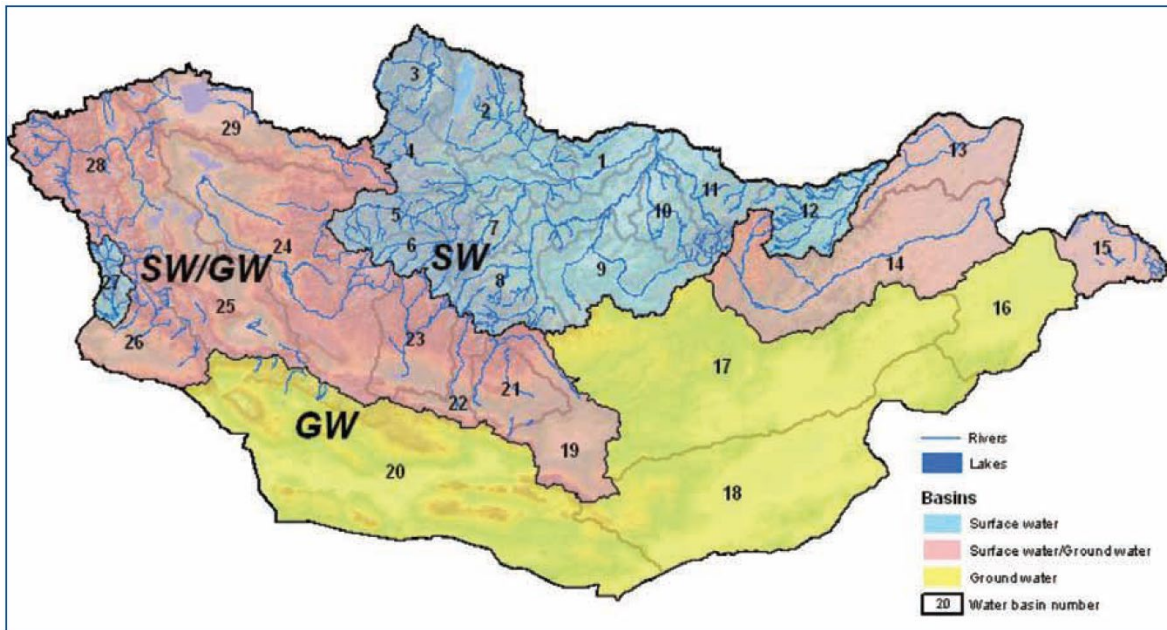 3
2
29
4
1
13
28
11
12
10
5
7
6
SW
24
SW/GW
9
14
15
27
8
25
16
26
23
17
21
22
GW
19
20
18
Rivers
Lakes
Basins
Surface water
Surface water/Ground water
Ground water
20 Water basin number